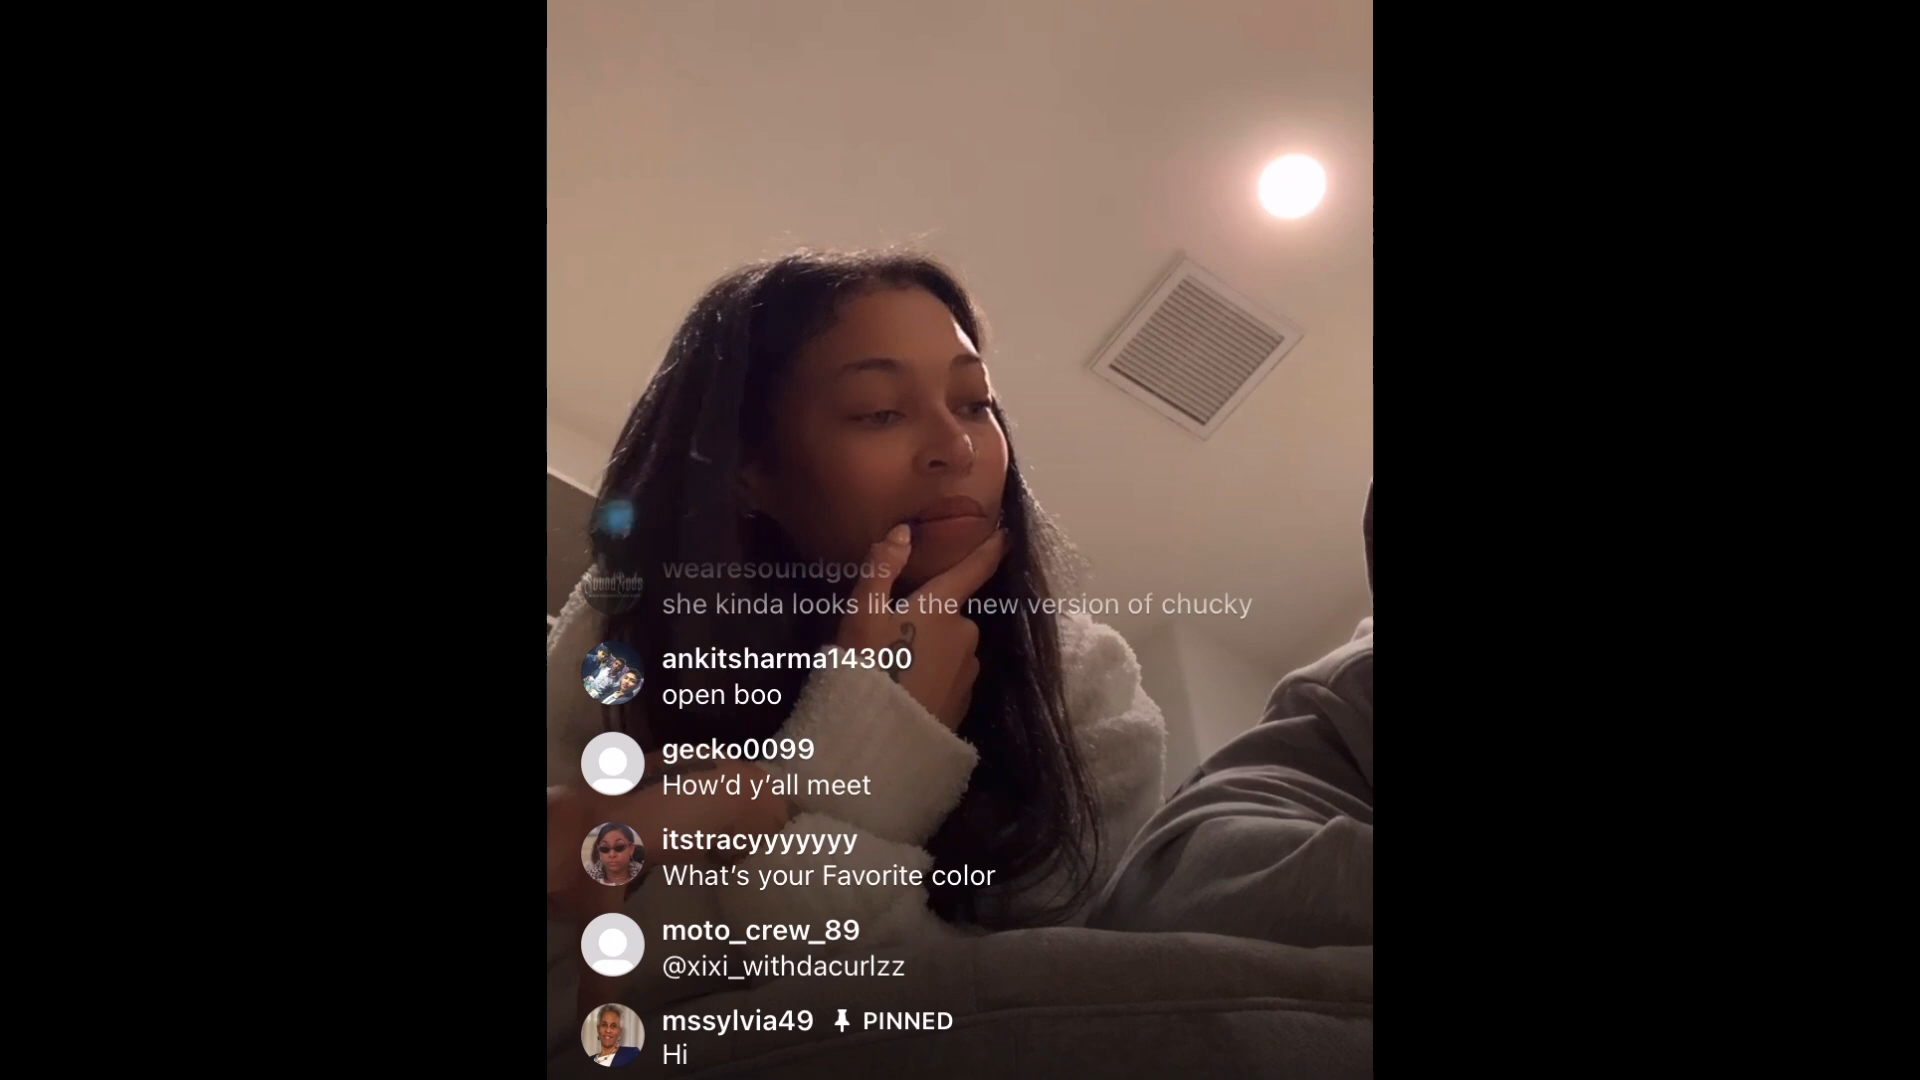 wearesoundgods
she kinda looks like the new version of chucky
ankitsharma14300
open boo
gecko0099
How’d y’all meet
itstracyyyyyyy
What’s your Favorite color
moto_crew_89
@xixi_withdacurlzz
mssylvia49 PINNED
Hi